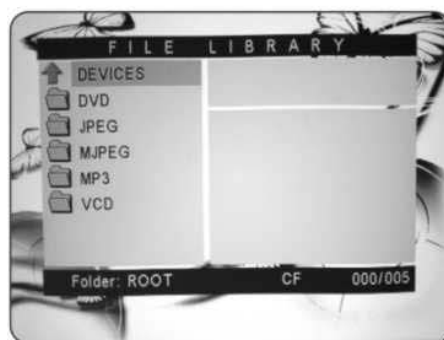 FILE LIBRARY
DEVICES
DVD
JPEG
MJPEG
MP3
VCD
Folder: ROOT CF 000/005